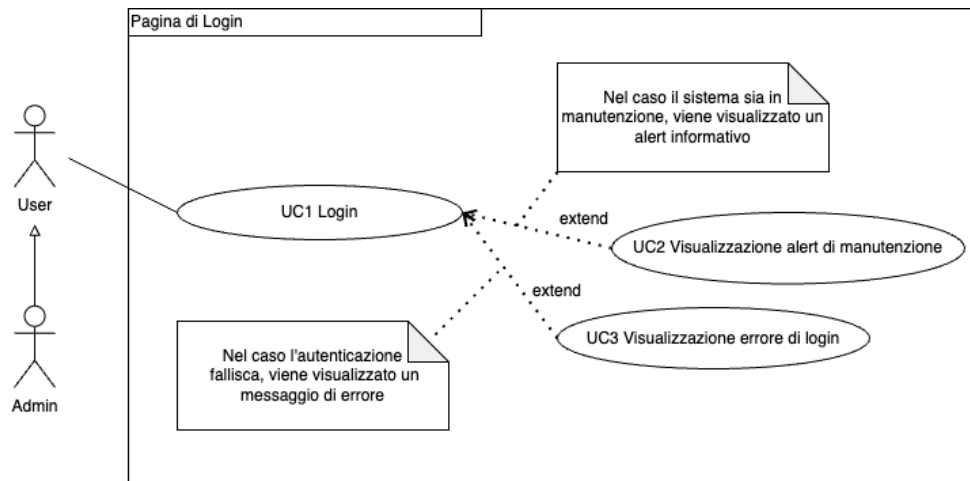 Pagina di Login
Nel caso il sistema sia in
manutenzione, viene visualizzato un
alert informativo
User
UC1 Login
extend
UC2 Visualizzazione alert di manutenzione
extend
UC3 Visualizzazione errore di login
Nel caso l'autenticazione
fallisca, viene visualizzato un
messaggio di errore
Admin